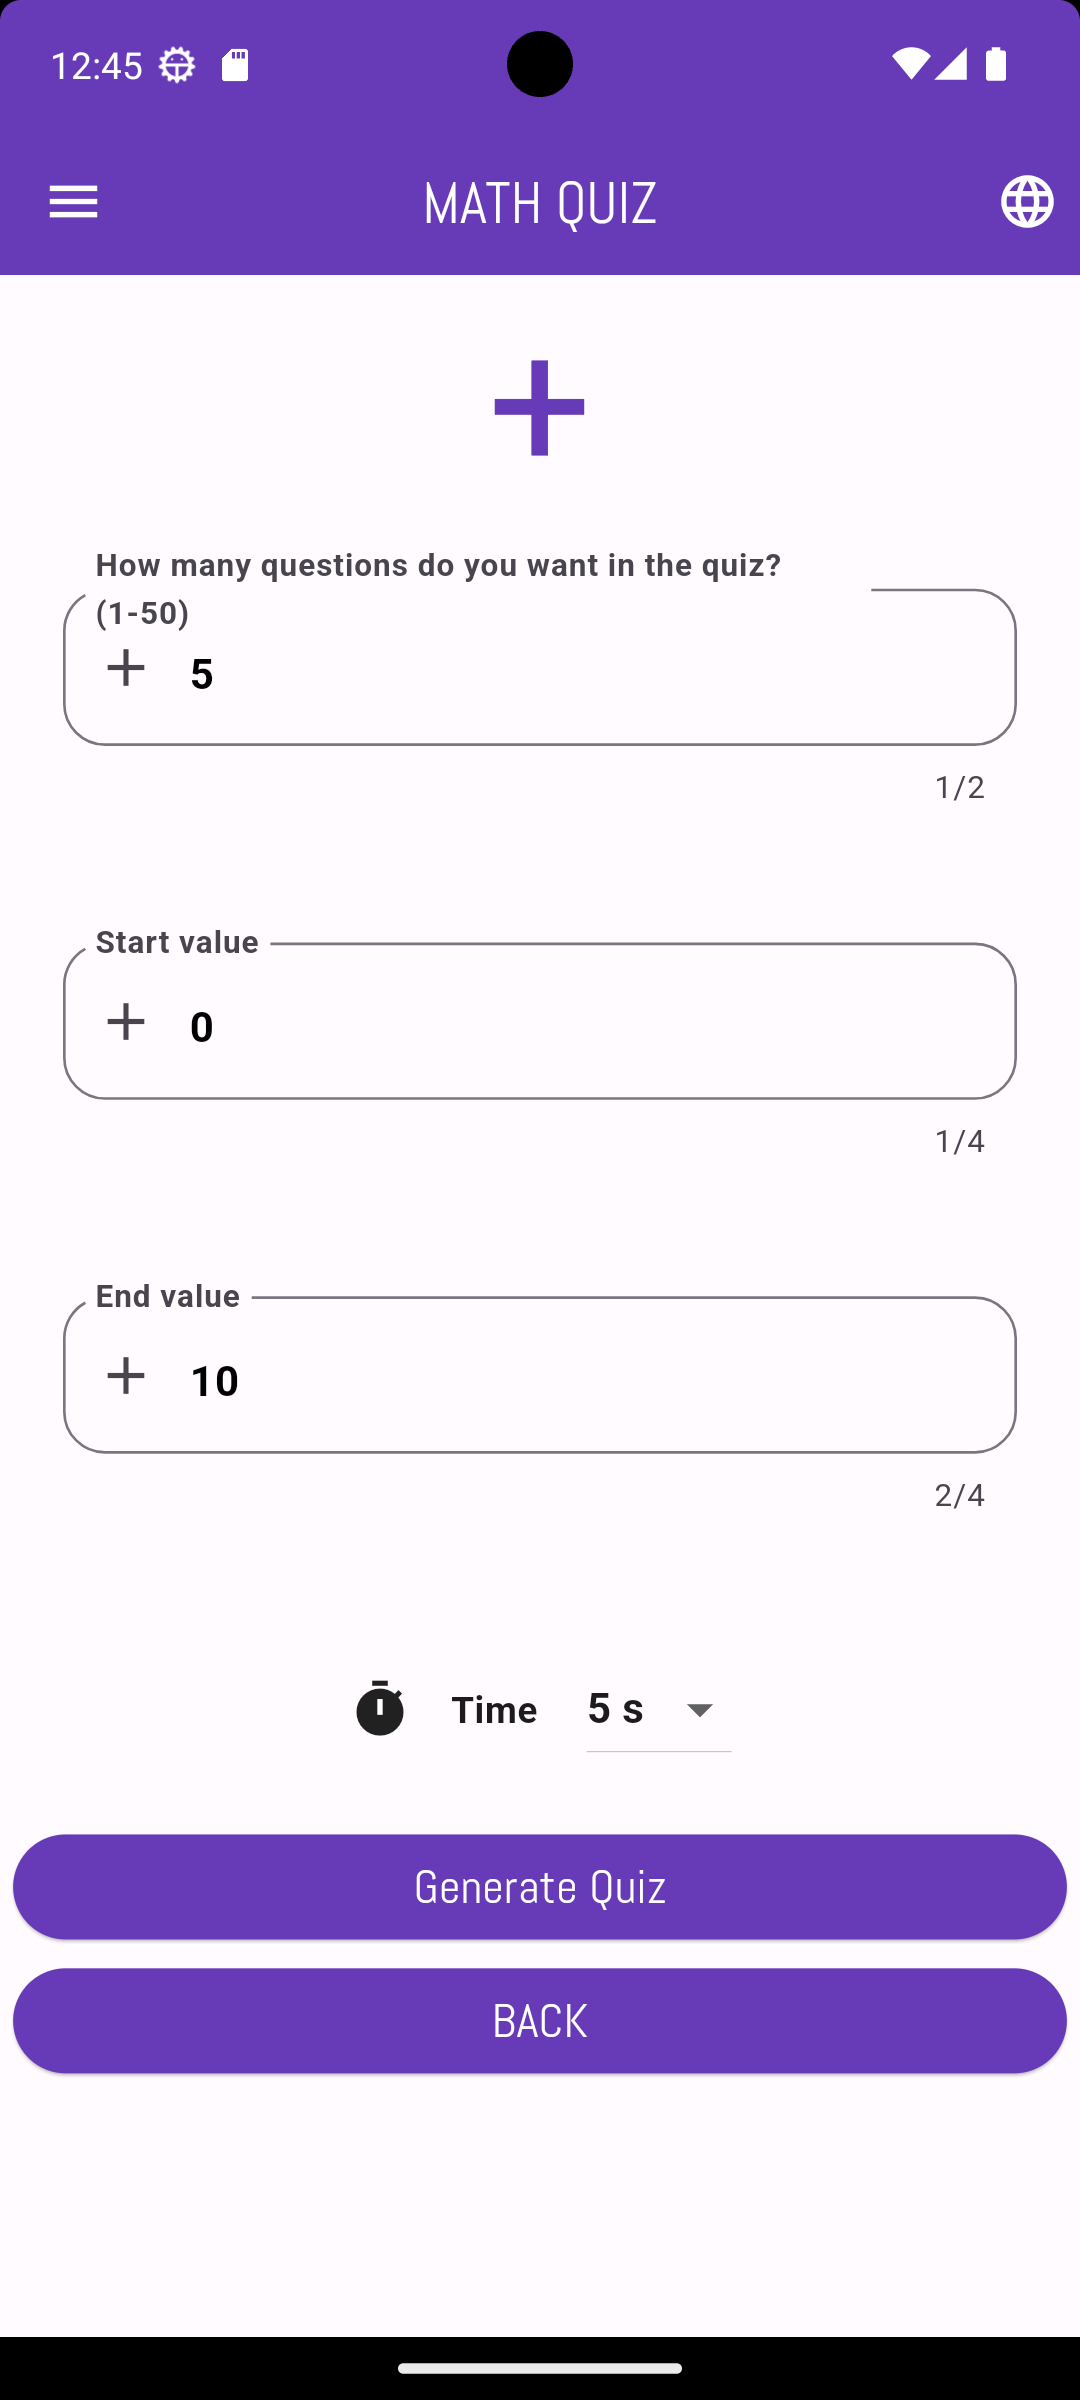 12:45
MATH QUIZ
How many questions do you want in the quiz?
(1-50)
5
1/2
Start value
0
1/4
End value
10
2/4
Time 5 s
Generate Quiz
BACK